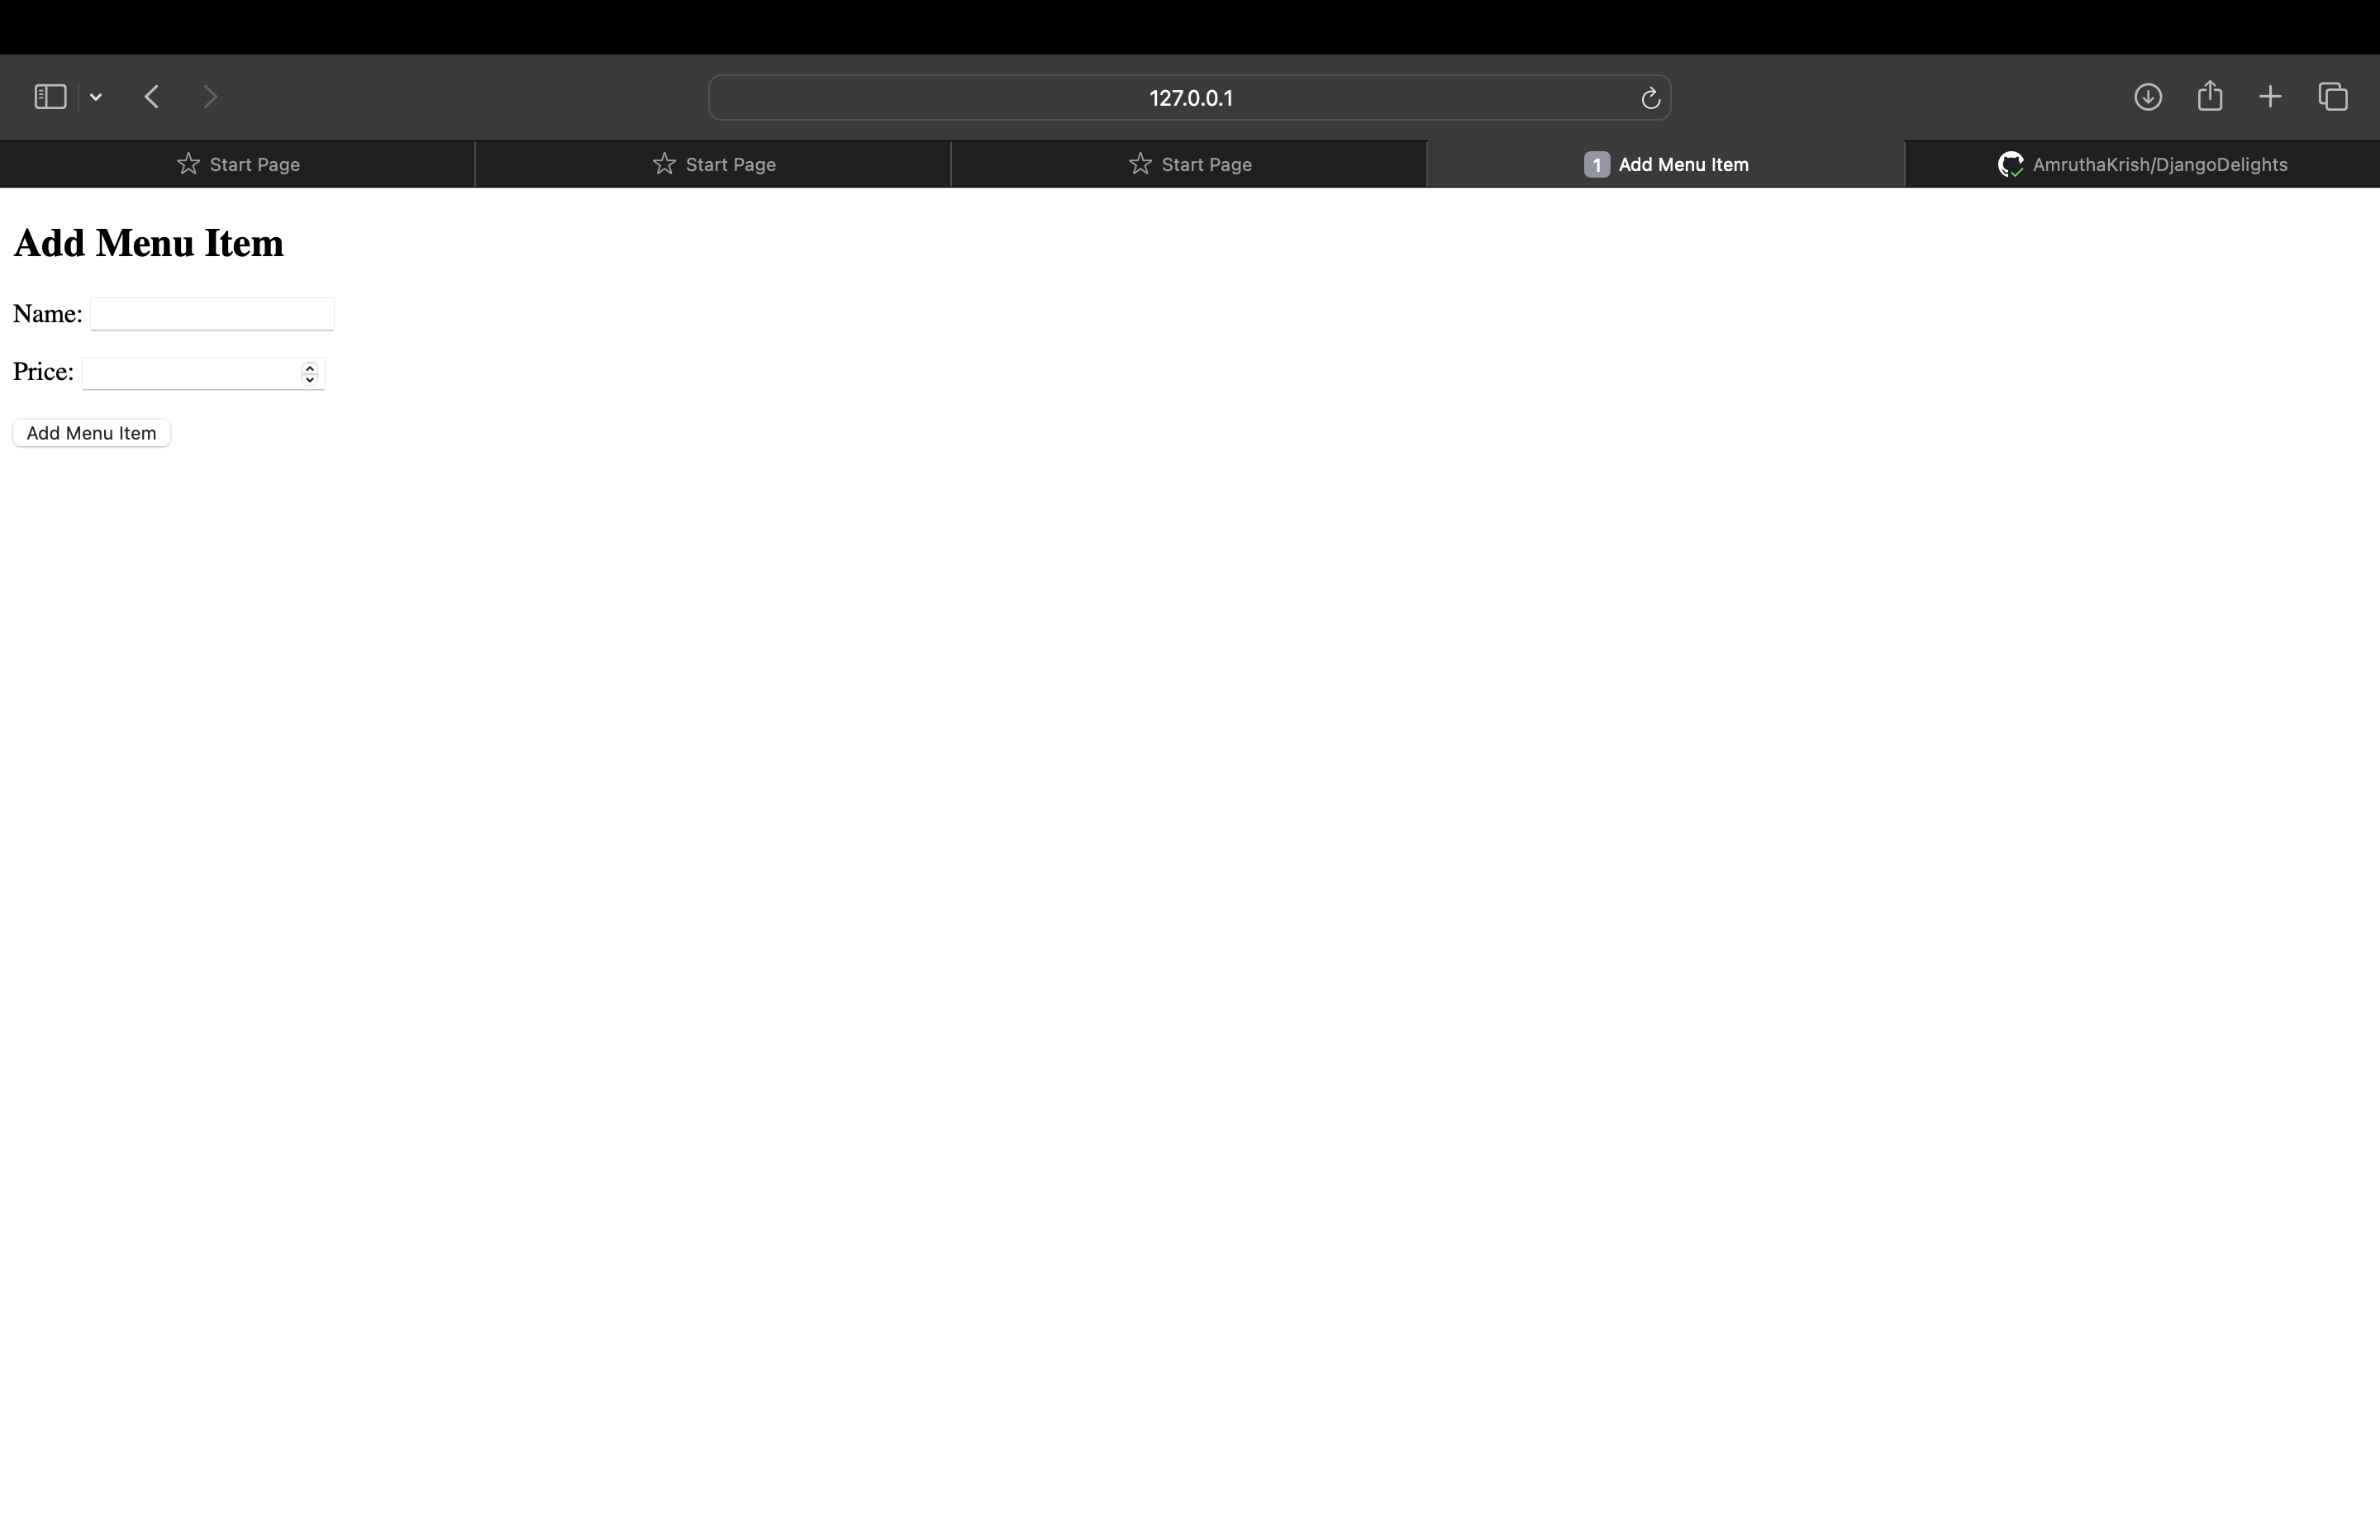 127.0.0.1
Start Page
Start Page
Start Page
1 Add Menu Item
AmruthaKrish/DjangoDelights
Add Menu Item
Name:
Price:
Add Menu Item